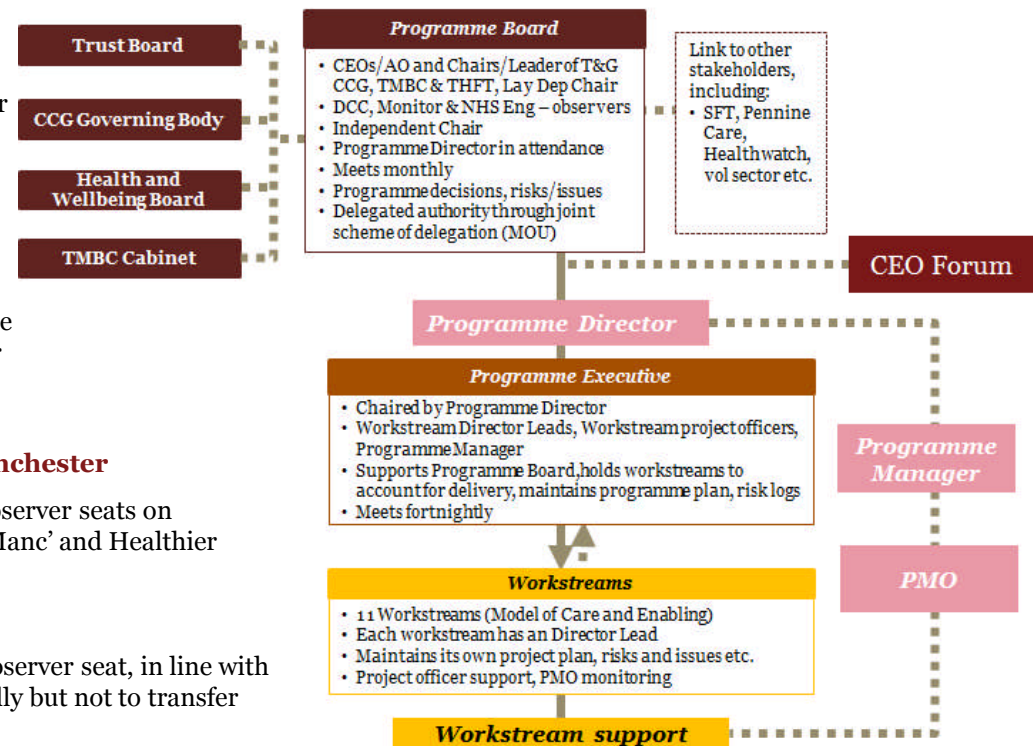 r
e
.
nchester
bserver seats on
Manc’ and Healthier
bserver seat, in line with
lly but not to transfer
Trust Board
CCG Governing Body
Health and
Wellbeing Board
TMBC Cabinet
Programme Board
• CEOs/AO and Chairs/Leader of T&G
CCG, TMBC & THFT, Lay Dep Chair
• DCC, Monitor & NHS Eng – observers
• Independent Chair
• Programme Director in attendance
• Meets monthly
• Programme decisions, risks/issues
• Delegated authority through joint
scheme of delegation (MOU)
Link to other
stakeholders,
including:
• SFT, Pennine
Care,
Healthwatch,
vol sector etc.
CEO Forum
Programme Director
Programme Executive
• Chaired by Programme Director
• Workstream Director Leads, Workstream project officers,
Programme Manager
• Supports Programme Board, holds workstreams to
account for delivery, maintains programme plan, risk logs
• Meets fortnightly
Programme
Manager
PMO
Workstreams
• 11 Workstreams (Model of Care and Enabling)
• Each workstream has an Director Lead
• Maintains its own project plan, risks and issues etc.
• Project officer support, PMO monitoring
Workstream support